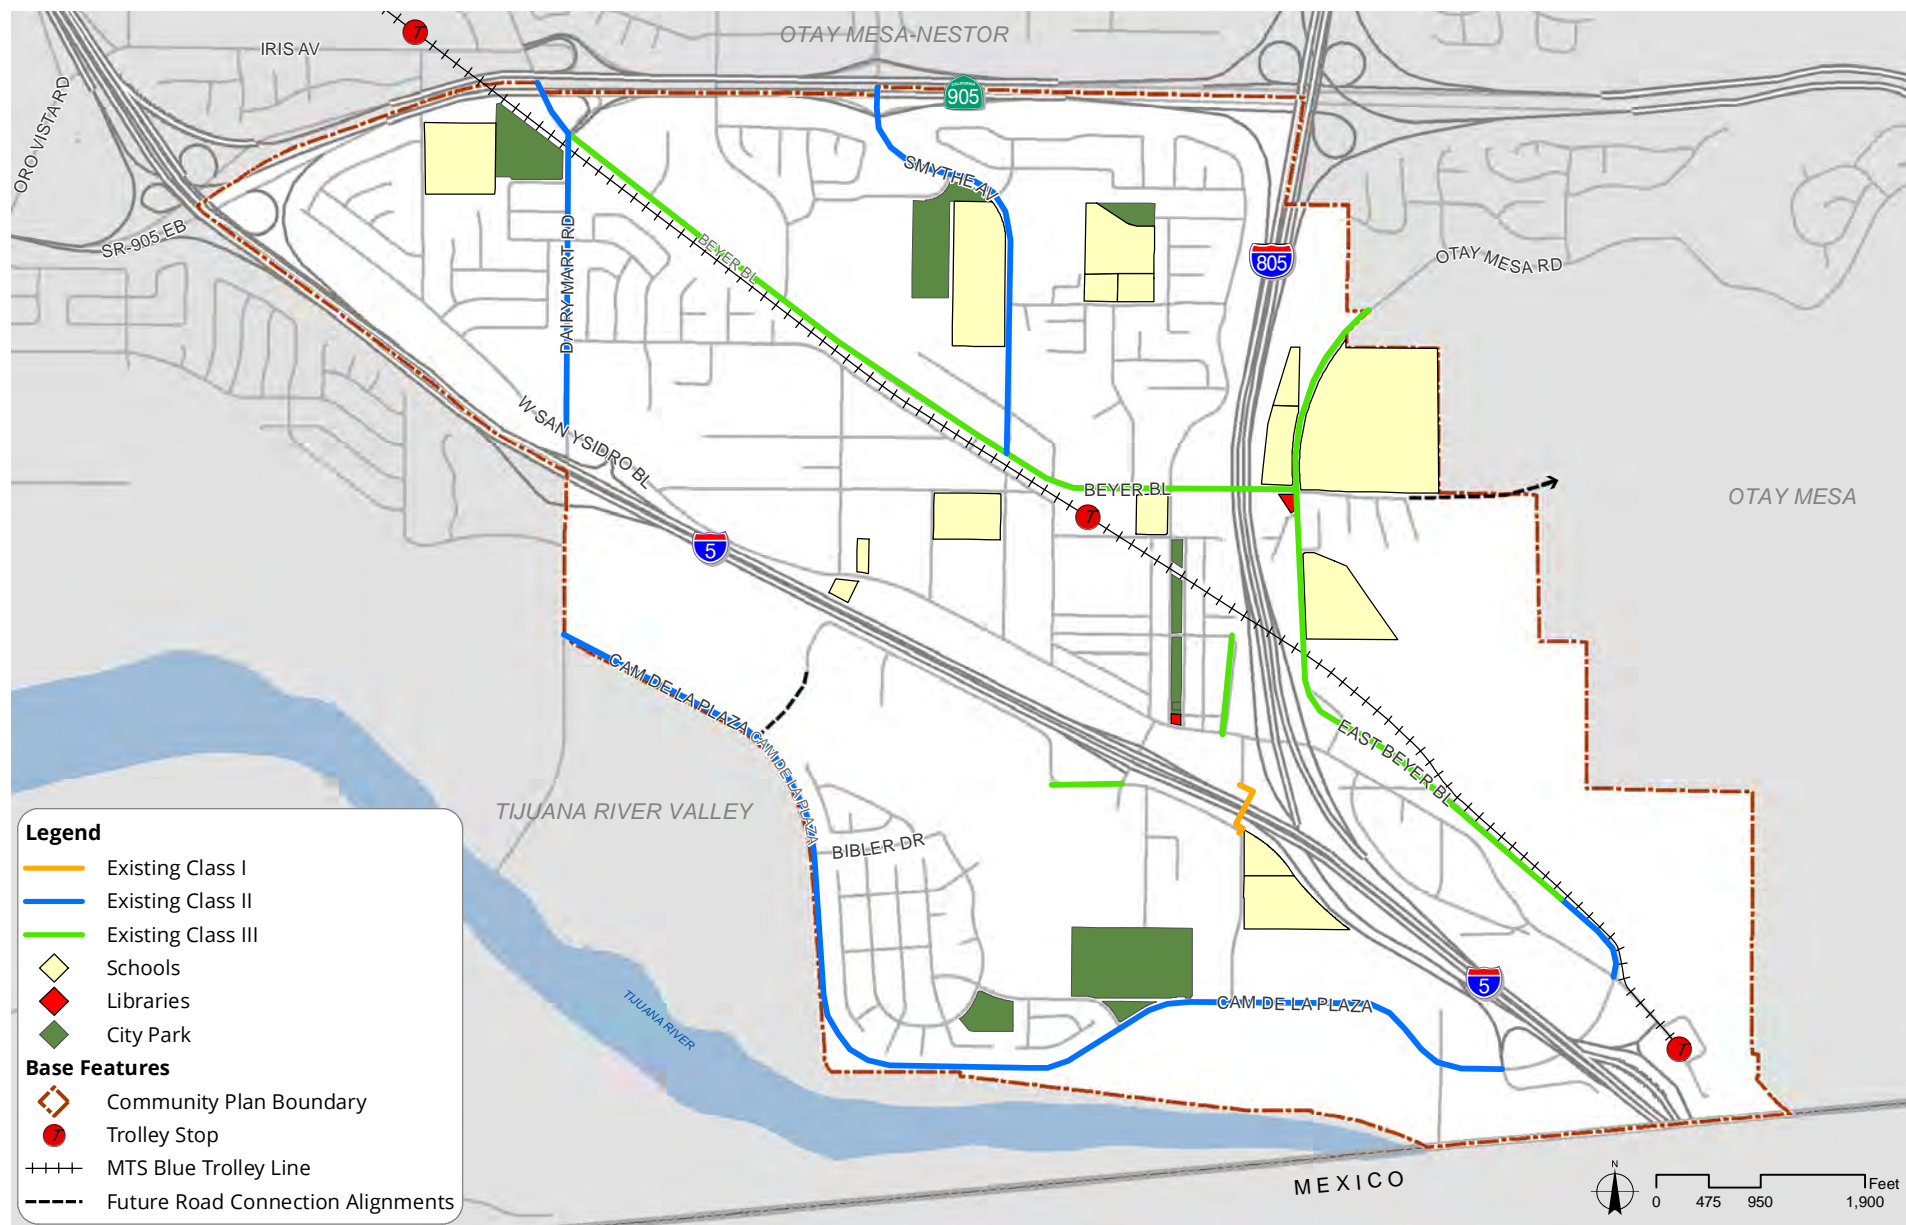 OTAY MESA-NESTOR
IRIS AV
CALIFORNIA
905
ORO VISTA RD
SMYTHE AV
SR-905 EB
DAIRY MART RD
BEYER BL
805
OTAY MESA RD
W SAN YSIDRO BL
BEYER BL
OTAY MESA
5
CAM DE LA PLAZA
CAM DE LA PLAZA
EAST BEYER BL
TIJUANA RIVER VALLEY
BIBLER DR
5
CAM DE LA PLAZA
TIJUANA RIVER
MEXICO
Legend
Existing Class I
Existing Class II
Existing Class III
Schools
Libraries
City Park
Base Features
Community Plan Boundary
T Trolley Stop
MTS Blue Trolley Line
Future Road Connection Alignments
T
T
T
N
Feet
0 475 950 1,900